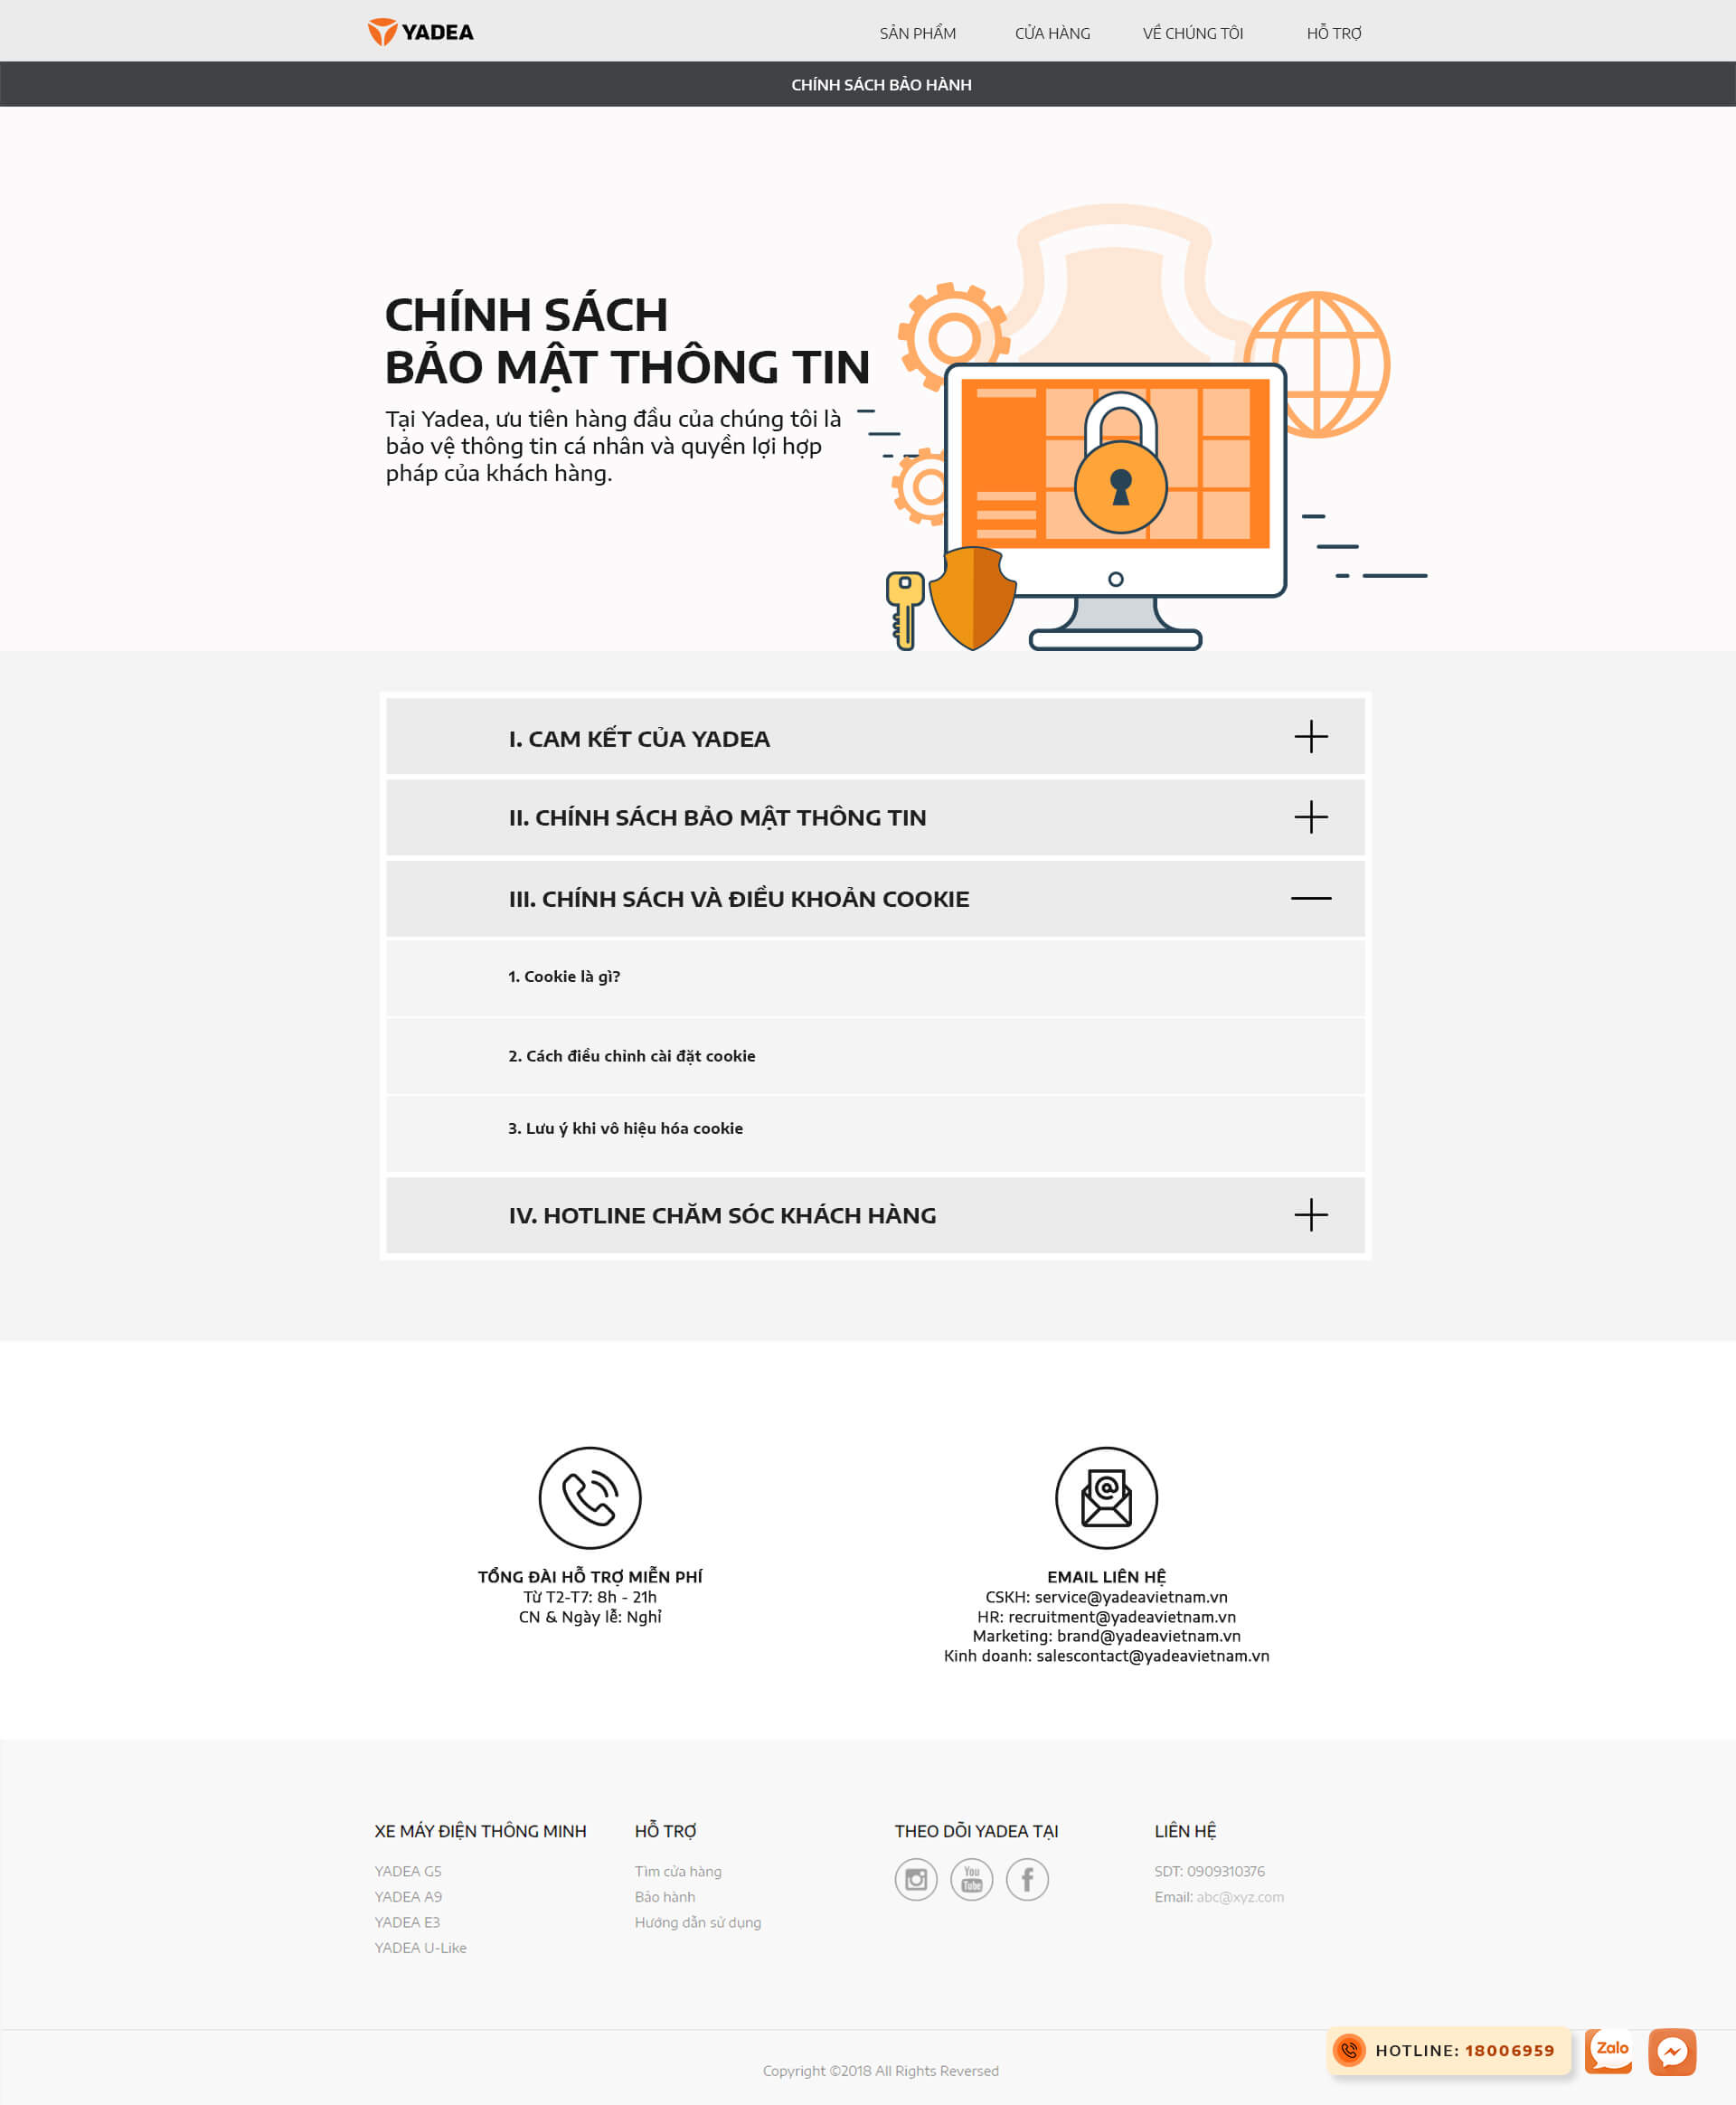 YADEA
SẢN PHẨM
CỬA HÀNG
VỀ CHÚNG TÔI
HỖ TRỢ
CHÍNH SÁCH BẢO HÀNH
CHÍNH SÁCH
BẢO MẬT THÔNG TIN
Tại Yadea, ưu tiên hàng đầu của chúng tôi là
bảo vệ thông tin cá nhân và quyền lợi hợp
pháp của khách hàng.
I. CAM KẾT CỦA YADEA
II. CHÍNH SÁCH BẢO MẬT THÔNG TIN
III. CHÍNH SÁCH VÀ ĐIỀU KHOẢN COOKIE
1. Cookie là gì?
2. Cách điều chỉnh cài đặt cookie
3. Lưu ý khi vô hiệu hóa cookie
IV. HOTLINE CHĂM SÓC KHÁCH HÀNG
TỔNG ĐÀI HỖ TRỢ MIỄN PHÍ
Từ T2-T7: 8h - 21h
CN & Ngày lễ: Nghỉ
EMAIL LIÊN HỆ
CSKH: service@yadeavietnam.vn
HR: recruitment@yadeavietnam.vn
Marketing: brand@yadeavietnam.vn
Kinh doanh: salescontact@yadeavietnam.vn
XE MÁY ĐIỆN THÔNG MINH
YADEA G5
YADEA A9
YADEA E3
YADEA U-Like
HỖ TRỢ
Tìm cửa hàng
Bảo hành
Hướng dẫn sử dụng
THEO DÕI YADEA TẠI
You
Tube
LIÊN HỆ
SDT: 0909310376
Email: abc@xyz.com
HOTLINE: 18006959
Zalo
Copyright ©2018 All Rights Reversed